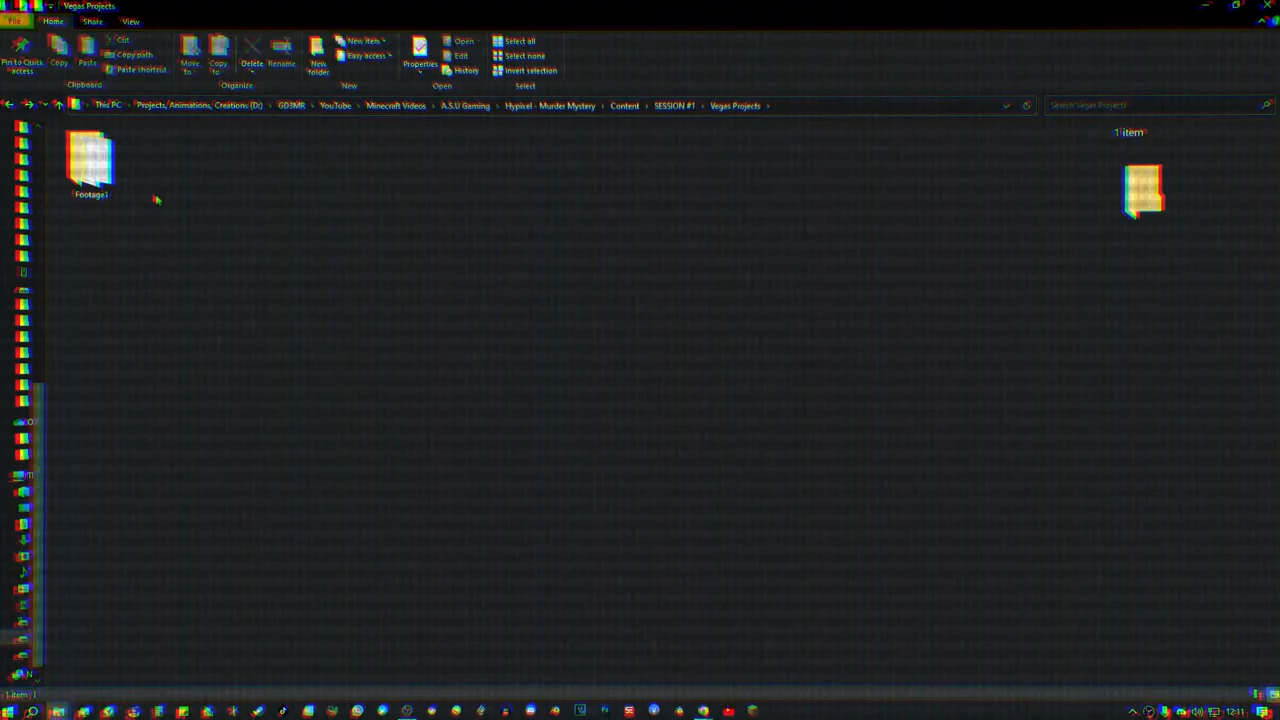 Vegas Projects
File Home Share View
Pin to Quick access
Copy
Paste
Cut
Copy path
Paste shortcut
Clipboard
Move to
Copy to
Delete
Rename
Organize
New folder
New item
Easy access
New
Properties
Open
Edit
History
Open
Select all
Select none
Invert selection
Select
This PC Projects, Animations, Creations (D:) GD3MR YouTube Minecraft Videos A.S.U Gaming Hypixel - Murder Mystery Content SESSION #1 Vegas Projects
Search Vegas Projects
1 item
Footage1
1 item
12:11